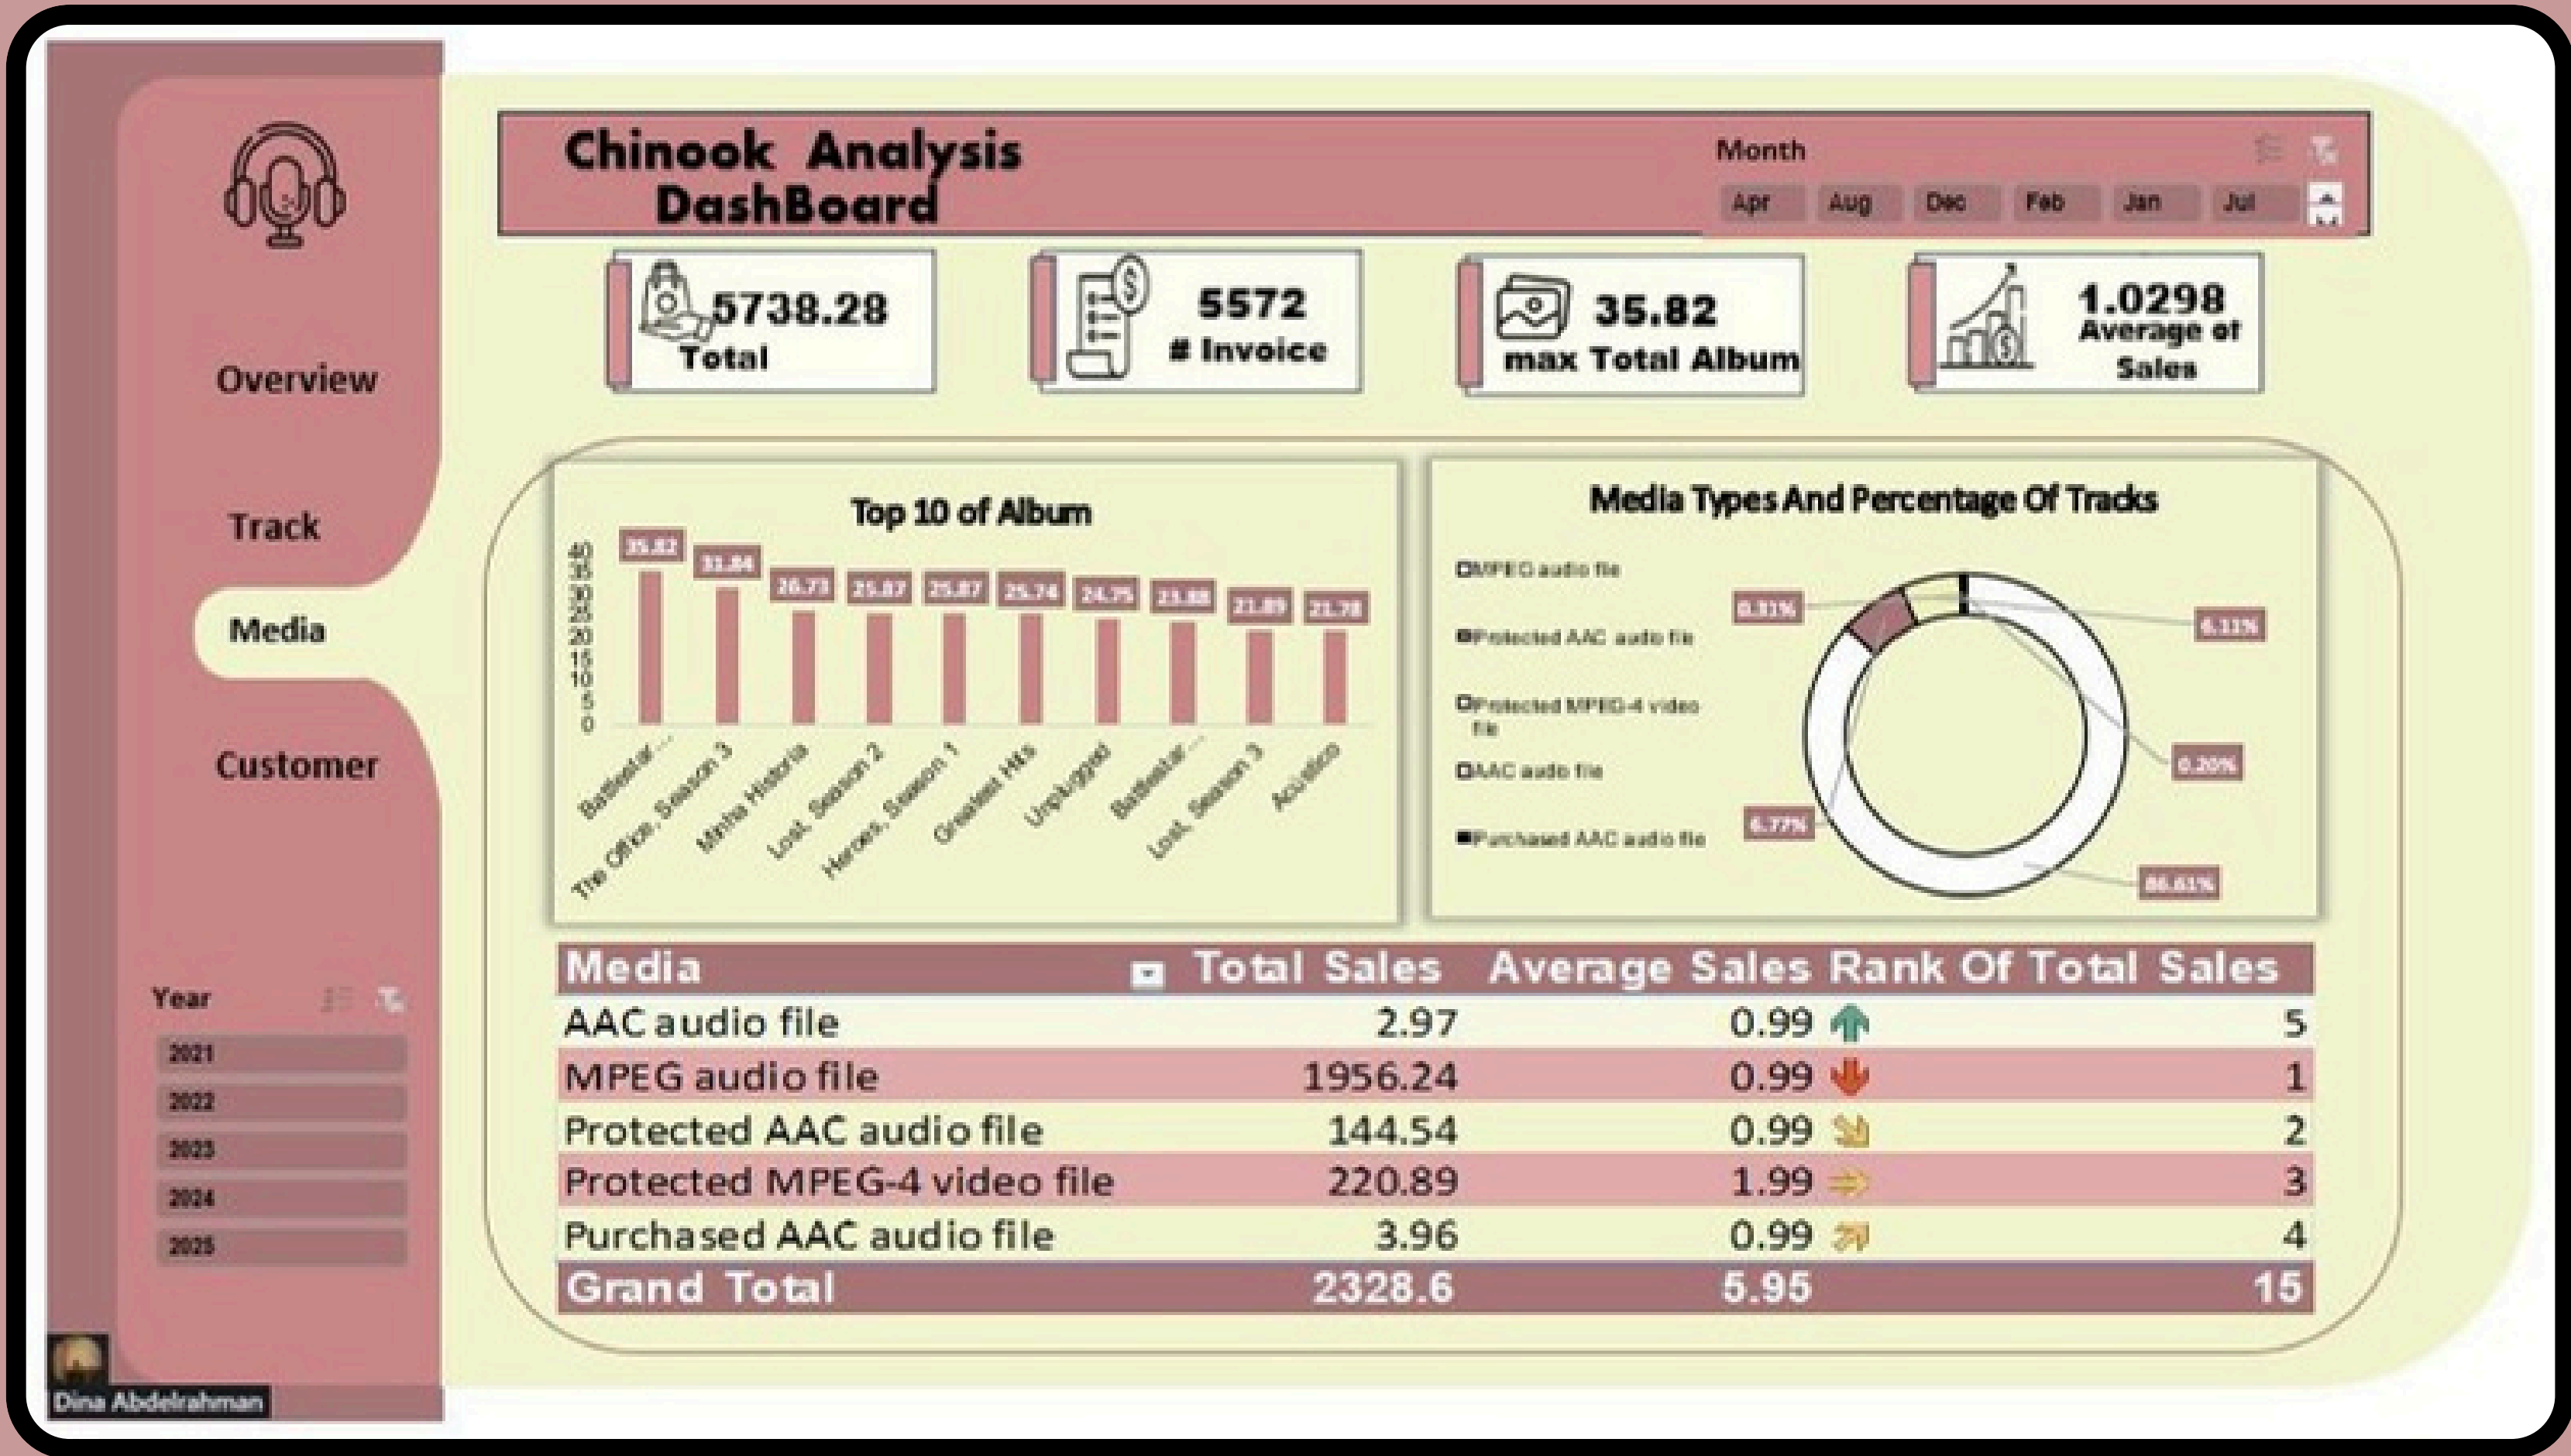 Chinook Analysis
DashBoard
Month
Apr Aug Dec Feb Jan Jul
5738.28
Total
5572
# Invoice
35.82
max Total Album
1.0298
Average of
Sales
Overview
Track
Media
Customer
Year
2021
2022
2023
2024
2025
Top 10 of Album
40
35
30
25
20
15
10
5
0
35.82 31.84 26.73 25.87 25.87 25.74 24.75 23.88 21.89 21.78
Battlestar...
The Office, Season 3
Minha Historia
Lost, Season 2
Heroes, Season 1
Greatest Hits
Unplugged
Battlestar...
Lost, Season 3
Acústico
Media Types And Percentage Of Tracks
MPEG audio file
Protected AAC audio file
Protected MPEG-4 video
file
AAC audio file
Purchased AAC audio file
0.31%
6.11%
0.20%
6.77%
86.61%
Media Total Sales Average Sales Rank Of Total Sales
AAC audio file 2.97 0.99 5
MPEG audio file 1956.24 0.99 1
Protected AAC audio file 144.54 0.99 2
Protected MPEG-4 video file 220.89 1.99 3
Purchased AAC audio file 3.96 0.99 4
Grand Total 2328.6 5.95 15
Dina Abdelrahman